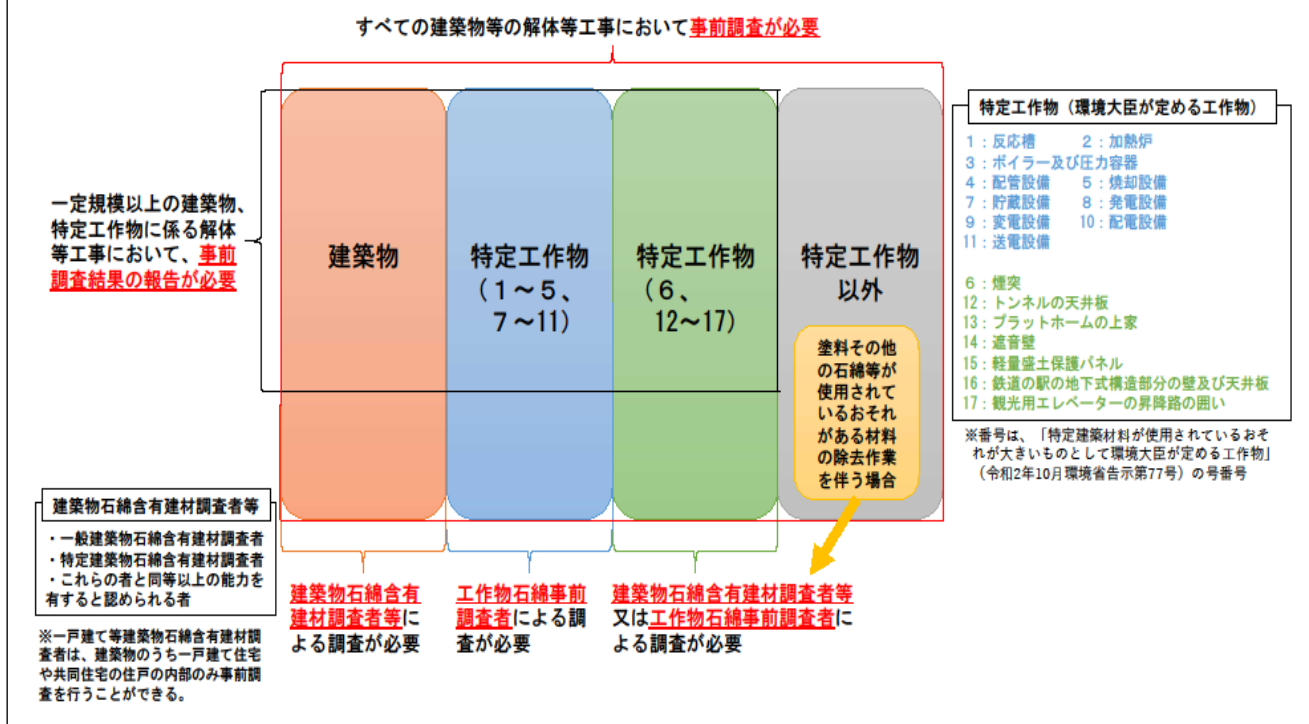 すべての建築物等の解体等工事において事前調査が必要
一定規模以上の建築物、
特定工作物に係る解体
等工事において、事前
調査結果の報告が必要
建築物
特定工作物
（１～５、
７～11）
特定工作物
（６、
12～17）
特定工作物
以外
塗料その他
の石綿等が
使用されて
いるおそれ
がある材料
の除去作業
を伴う場合
特定工作物（環境大臣が定める工作物）
１：反応槽　２：加熱炉
３：ボイラー及び圧力容器
４：配管設備　５：焼却設備
７：貯蔵設備　８：発電設備
９：変電設備　10：配電設備
11：送電設備
６：煙突
12：トンネルの天井板
13：プラットホームの上家
14：遮音壁
15：軽量盛土保護パネル
16：鉄道の駅の地下式構造部分の壁及び天井板
17：観光用エレベーターの昇降路の囲い
※番号は、「特定建築材料が使用されているおそ
れが大きいものとして環境大臣が定める工作物」
（令和2年10月環境省告示第77号）の号番号
建築物石綿含有建材調査者等
・一般建築物石綿含有建材調査者
・特定建築物石綿含有建材調査者
・これらの者と同等以上の能力を
有すると認められる者
※一戸建て等建築物石綿含有建材調
査者は、建築物のうち一戸建て住宅
や共同住宅の住戸の内部のみ事前調
査を行うことができる。
建築物石綿含有
建材調査者等に
よる調査が必要
工作物石綿事前
調査者による調
査が必要
建築物石綿含有建材調査者等
又は工作物石綿事前調査者に
よる調査が必要